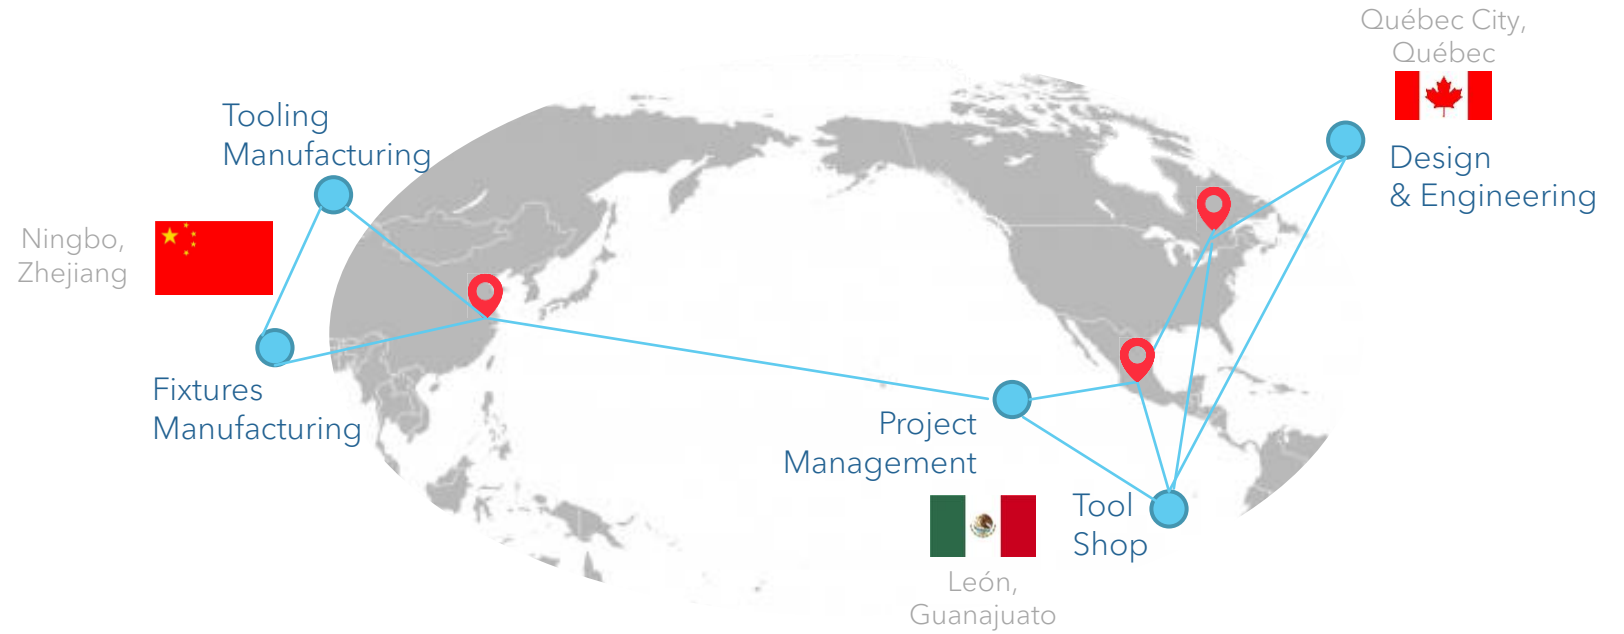 Québec City,
Québec
Design
& Engineering
Tooling
Manufacturing
Ningbo,
Zhejiang
Fixtures
Manufacturing
Project
Management
Tool
Shop
León,
Guanajuato